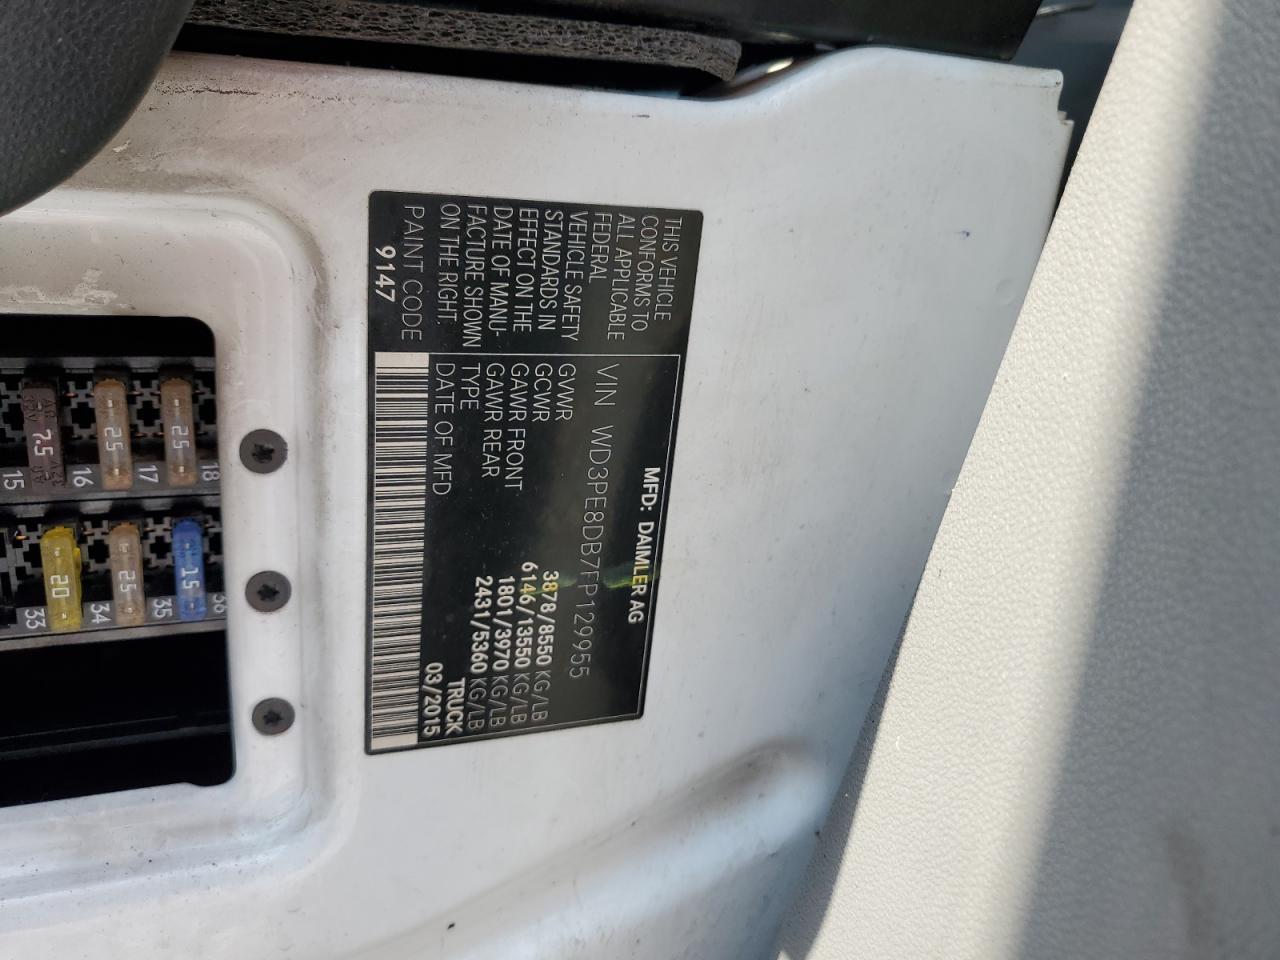 MFD: DAIMLER AG
THIS VEHICLE
CONFORMS TO
ALL APPLICABLE
FEDERAL
VEHICLE SAFETY
STANDARDS IN
EFFECT ON THE
DATE OF MANU-
FACTURE SHOWN
ON THE RIGHT.
PAINT CODE
9147
VIN WD3PE8DB7FP129955
GVWR 3878/8550 KG/LB
GCWR 6146/13550 KG/LB
GAWR FRONT 1801/3970 KG/LB
GAWR REAR 2431/5360 KG/LB
TYPE TRUCK
DATE OF MFD 03/2015
18
25
17
25
16
7.5
15
36
15
35
25
34
20
33